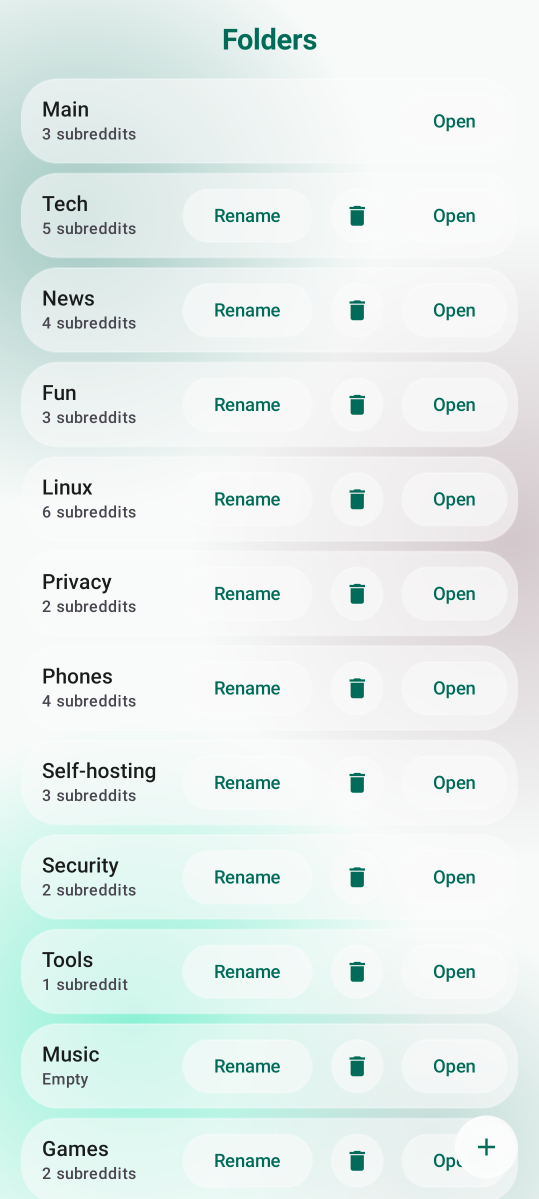 Folders
Main
3 subreddits
Open
Tech
5 subreddits
Rename
Open
News
4 subreddits
Rename
Open
Fun
3 subreddits
Rename
Open
Linux
6 subreddits
Rename
Open
Privacy
2 subreddits
Rename
Open
Phones
4 subreddits
Rename
Open
Self-hosting
3 subreddits
Rename
Open
Security
2 subreddits
Rename
Open
Tools
1 subreddit
Rename
Open
Music
Empty
Rename
Open
Games
2 subreddits
Rename
+